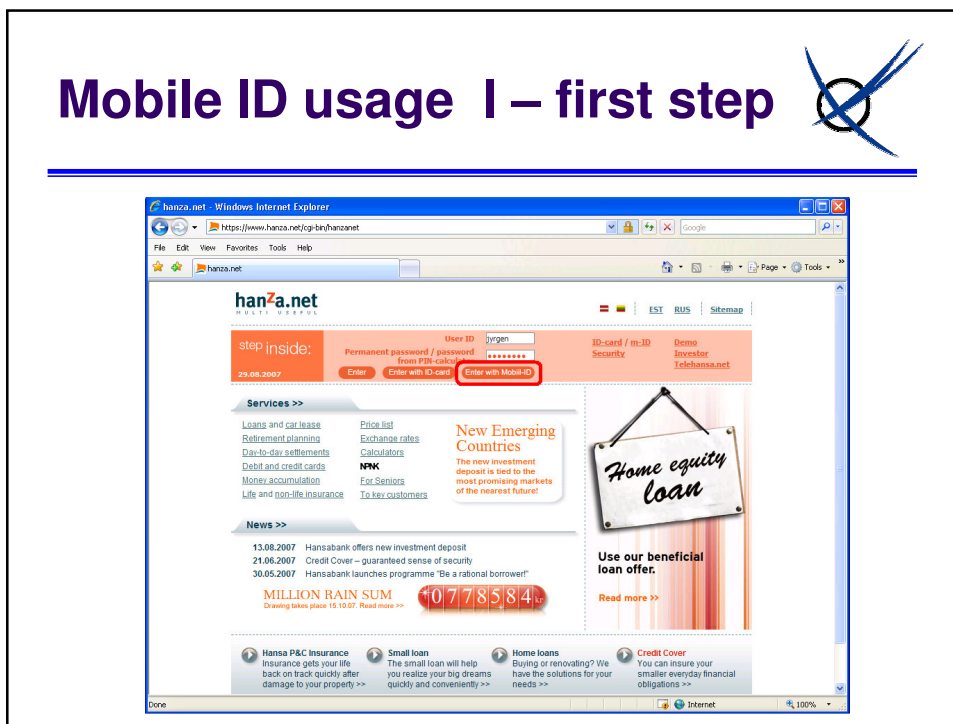 Mobile ID usage I – first step
hanza.net - Windows Internet Explorer
https://www.hanza.net/cgi-bin/hanzanet
Google
File Edit View Favorites Tools Help
hanza.net
Page Tools
hanza.net
MULTI USEFUL
EST RUS Sitemap
step inside:
29.08.2007
User ID jyrgen
Permanent password / password
from PIN-calculator
Enter Enter with ID-card Enter with Mobiil-ID
ID-card / m-ID
Security
Demo
Investor
Telehansa.net
Services >>
Loans and car lease
Retirement planning
Day-to-day settlements
Debit and credit cards
Money accumulation
Life and non-life insurance
Price list
Exchange rates
Calculators
NPNK
For Seniors
To key customers
New Emerging
Countries
The new investment
deposit is tied to the
most promising markets
of the nearest future!
Home equity
loan
Use our beneficial
loan offer.
Read more >>
News >>
13.08.2007 Hansabank offers new investment deposit
21.06.2007 Credit Cover – guaranteed sense of security
30.05.2007 Hansabank launches programme "Be a rational borrower!"
MILLION RAIN SUM
Drawing takes place 15.10.07. Read more >>
0778584 kr
Hansa P&C Insurance
Insurance gets your life
back on track quickly after
damage to your property >>
Small loan
The small loan will help
you realize your big dreams
quickly and conveniently >>
Home loans
Buying or renovating? We
have the solutions for your
needs >>
Credit Cover
You can insure your
smaller everyday financial
obligations >>
Done
Internet
100%